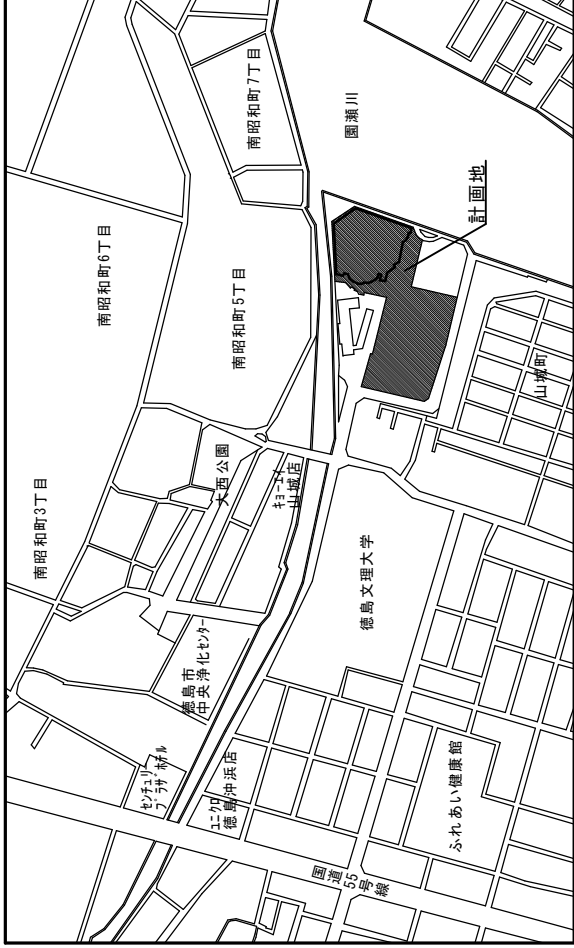 南昭和町3丁目
南昭和町6丁目
南昭和町7丁目
南昭和町5丁目
園瀬川
大西公園
キョーエイ
山城店
計画地
徳島市
中央浄化センター
徳島文理大学
山城町
センチュリー
プラザホテル
ユニクロ
徳島沖浜店
ふれあい健康館
国道
55
号線